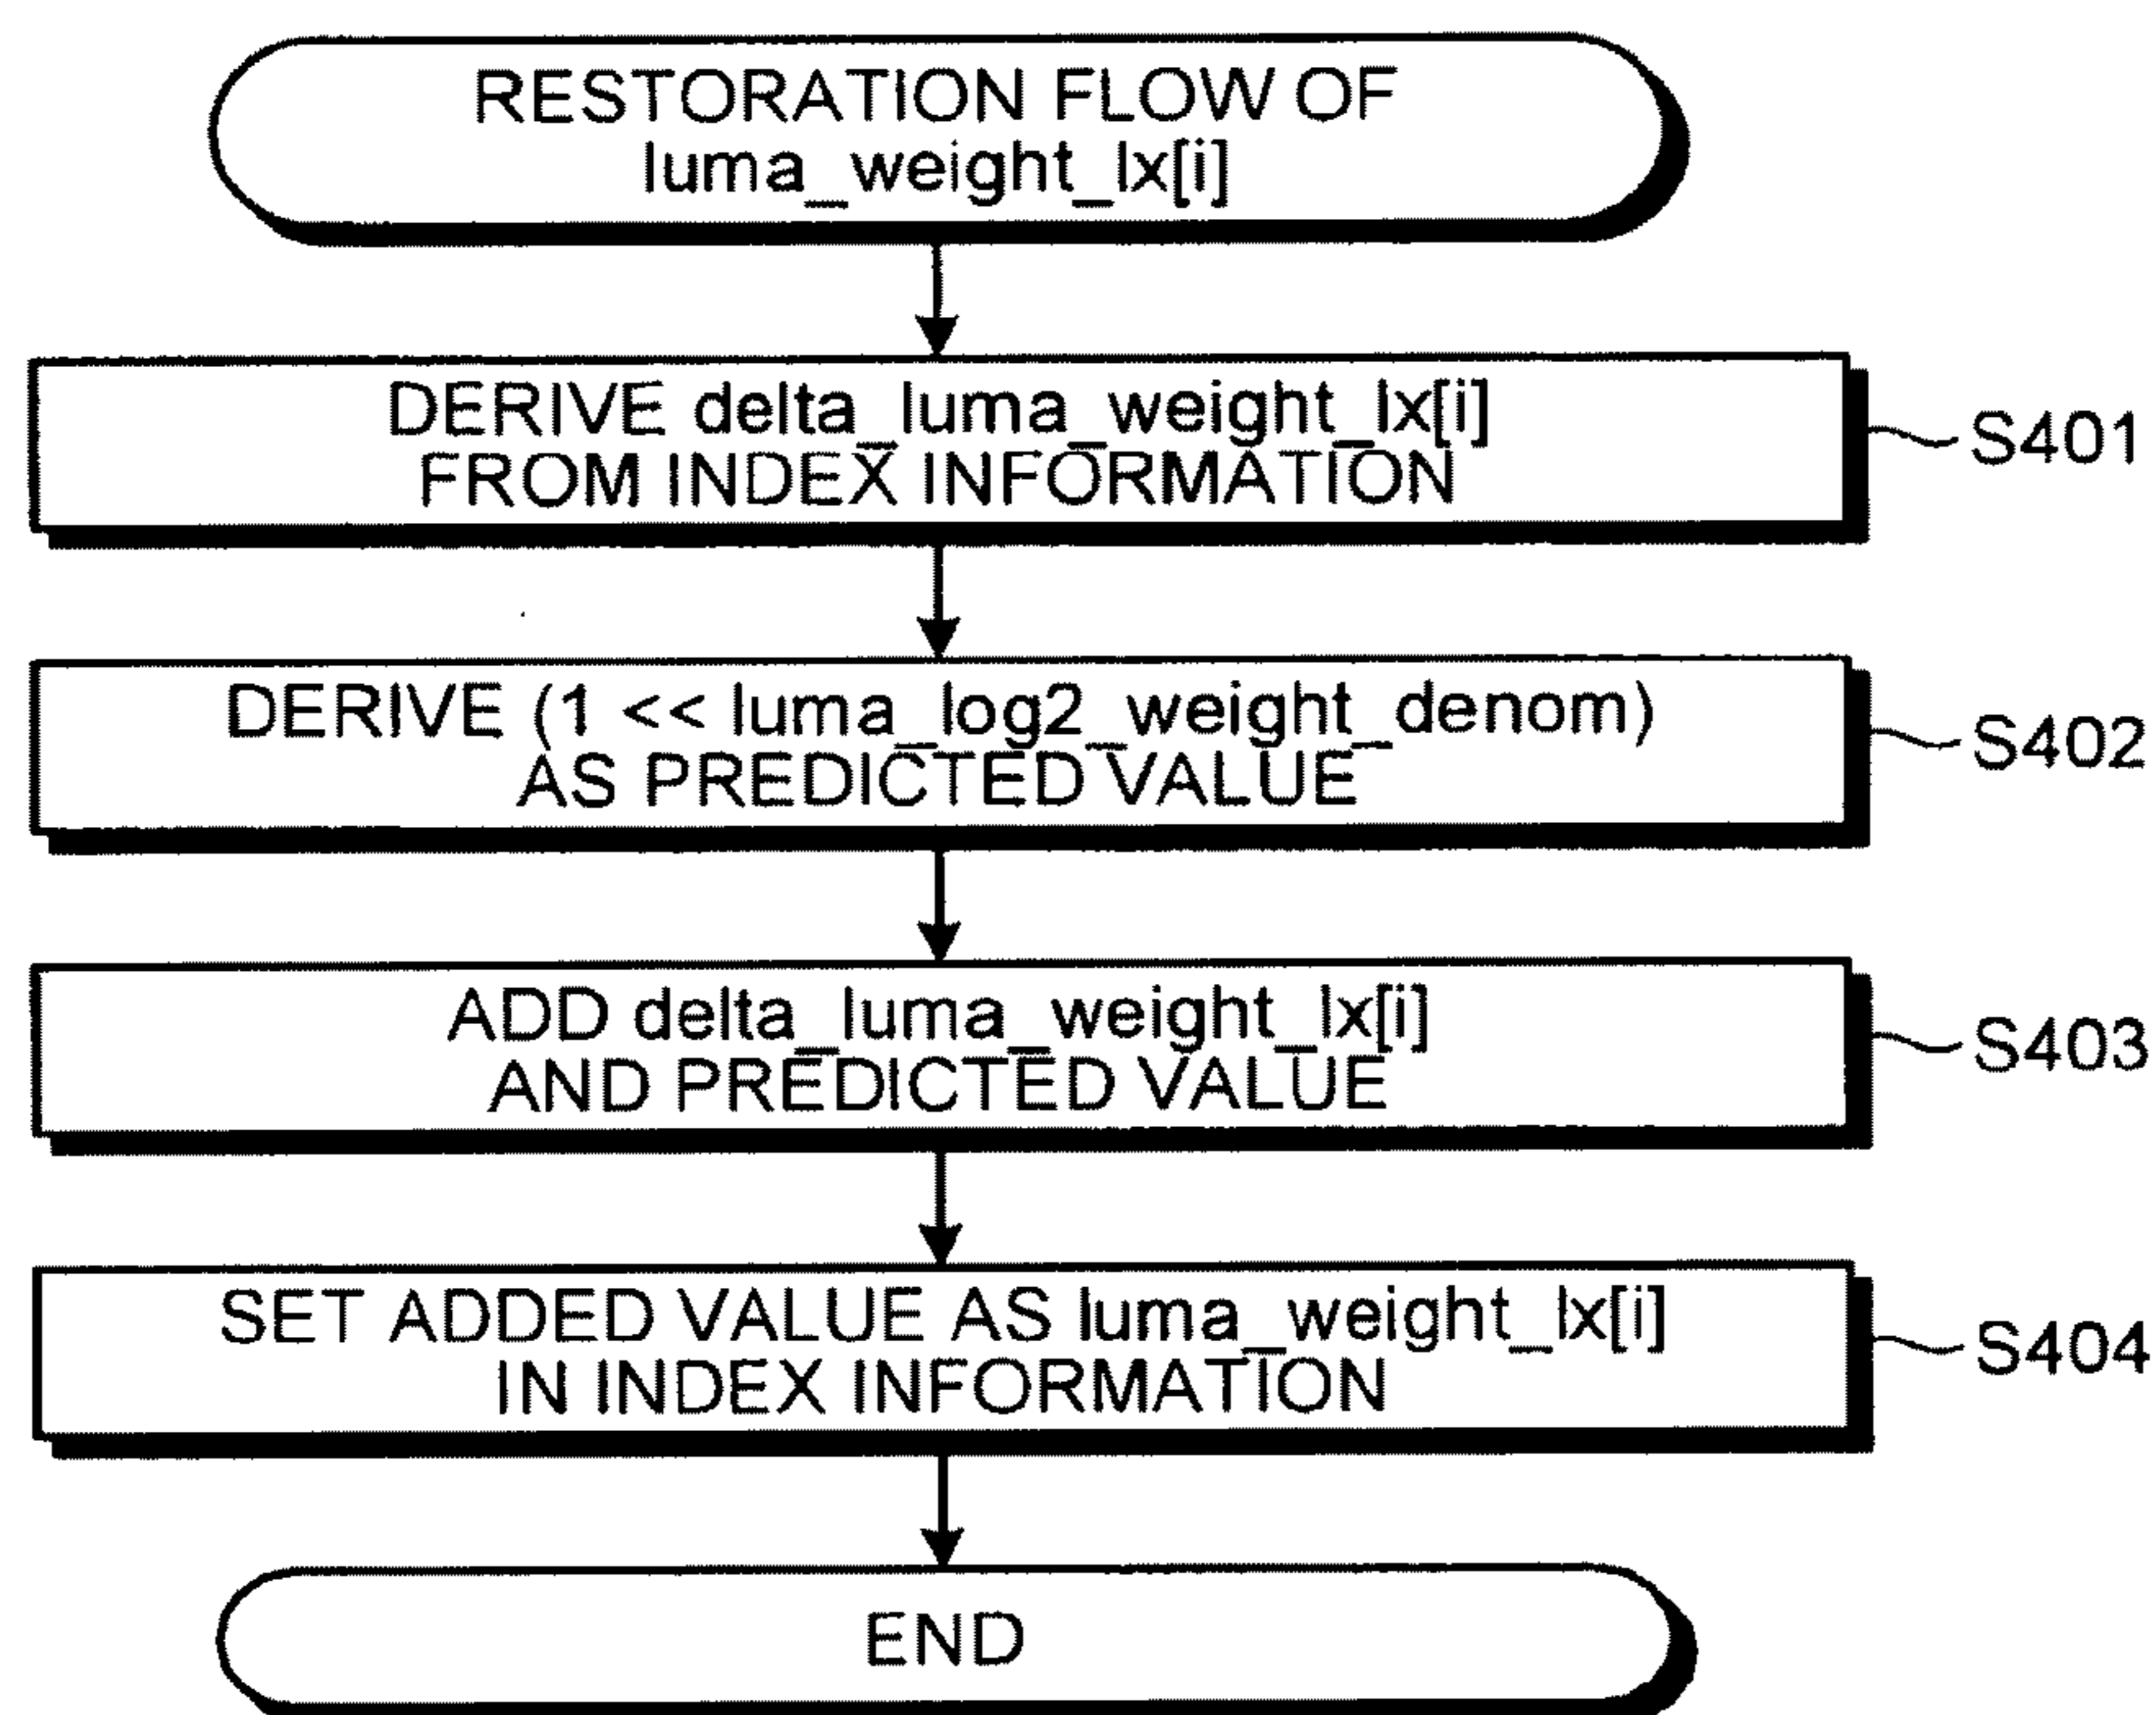 RESTORATION FLOW OF
luma_weight_lx[i]
DERIVE delta_luma_weight_lx[i]
FROM INDEX INFORMATION
S401
DERIVE (1 << luma_log2_weight_denom)
AS PREDICTED VALUE
S402
ADD delta_luma_weight_lx[i]
AND PREDICTED VALUE
S403
SET ADDED VALUE AS luma_weight_lx[i]
IN INDEX INFORMATION
S404
END